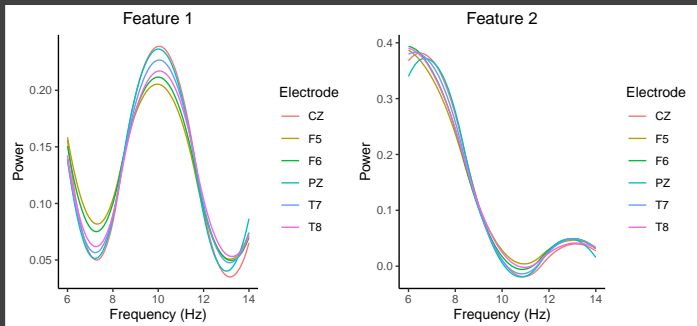 Feature 1
Power
0.20
0.15
0.10
0.05
6 8 10 12 14
Frequency (Hz)
Electrode
CZ
F5
F6
PZ
T7
T8
Feature 2
Power
0.4
0.3
0.2
0.1
0.0
6 8 10 12 14
Frequency (Hz)
Electrode
CZ
F5
F6
PZ
T7
T8